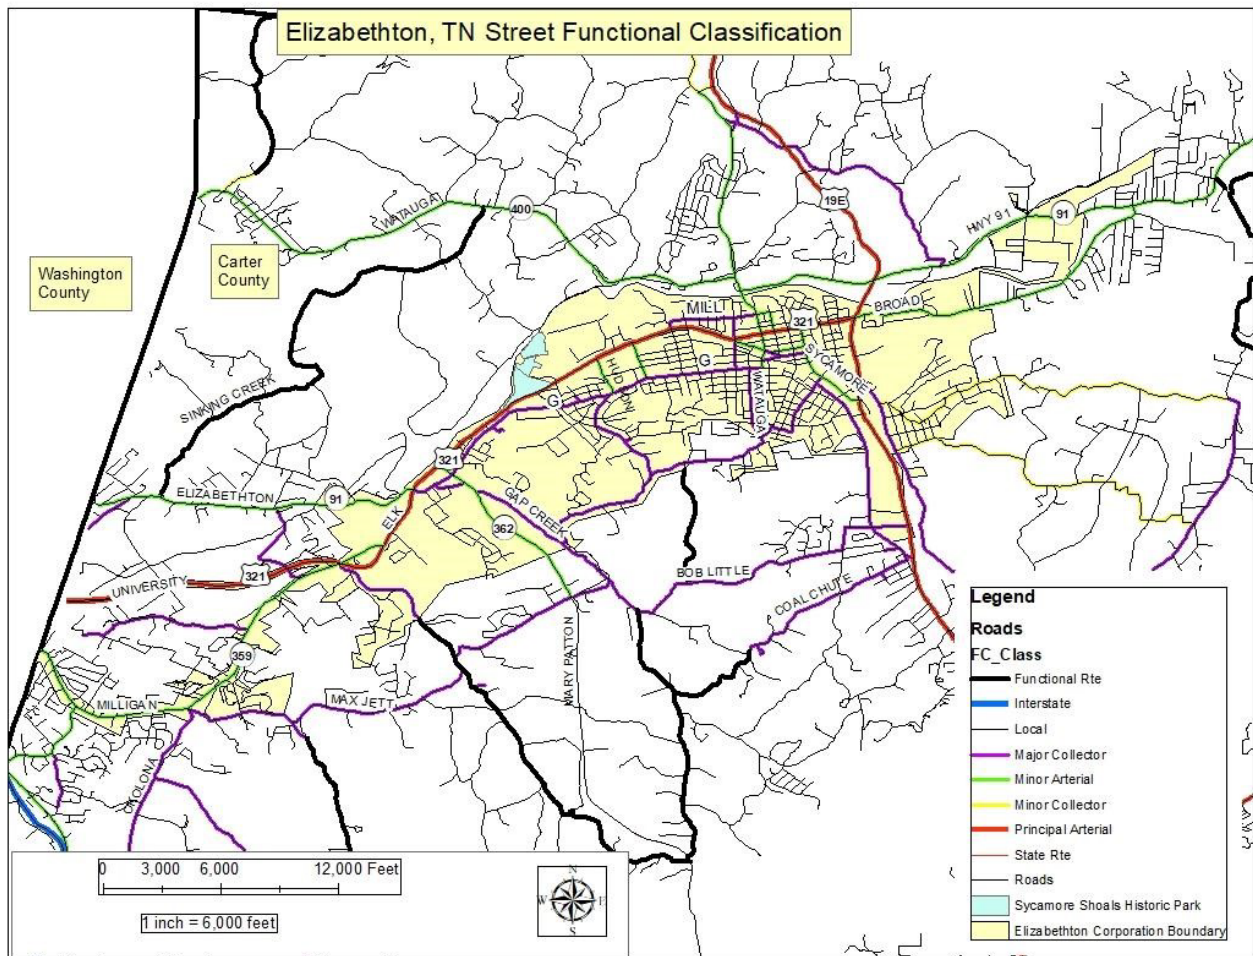 Elizabethton, TN Street Functional Classification
19E
WATAUGA
400
HWY 91
91
Washington
County
Carter
County
MILL
321
BROAD
SYCAMORE
G
HUDSON
WATAUGA
G
SINKING CREEK
321
ELIZABETHTON
91
ELK
GAP CREEK
362
UNIVERSITY
321
BOB LITTLE
COAL CHUTE
MARY PATTON
359
MILLIGAN
MAX JETT
OKOLONA
Legend
Roads
FC_Class
Functional Rte
Interstate
Local
Major Collector
Minor Arterial
Minor Collector
Principal Arterial
State Rte
Roads
Sycamore Shoals Historic Park
Elizabethton Corporation Boundary
0 3,000 6,000 12,000 Feet
1 inch = 6,000 feet
N
W E
S